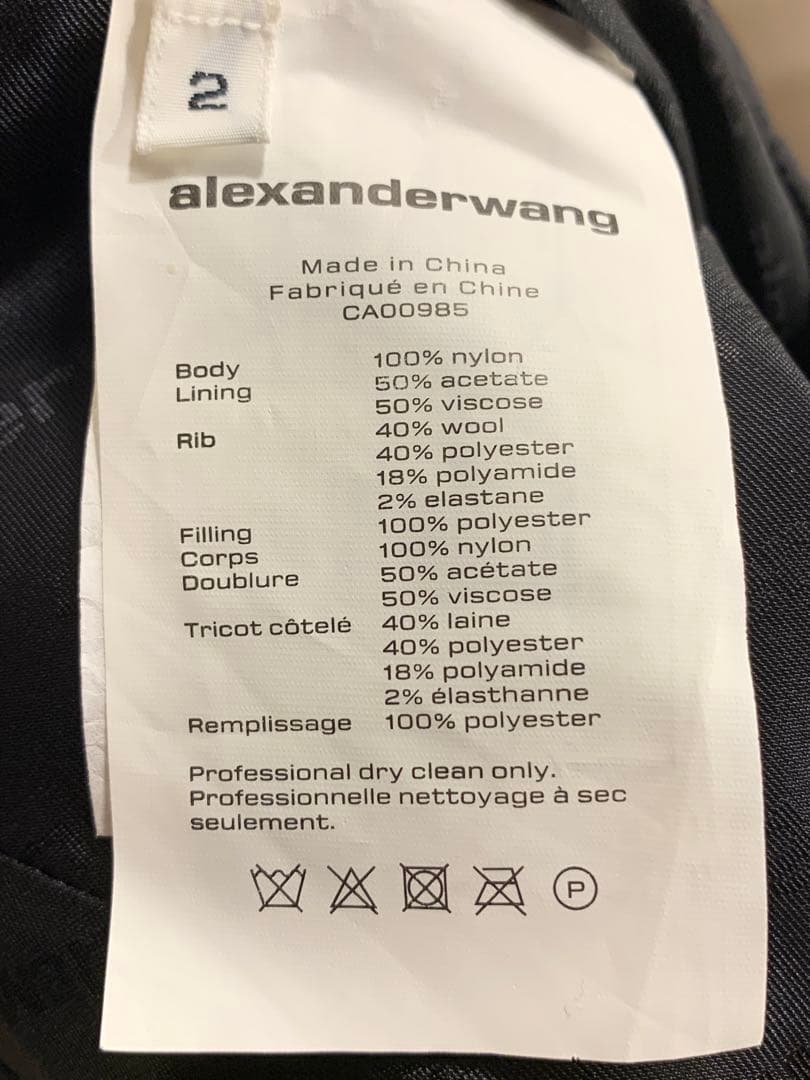 2
alexanderwang
Made in China
Fabriqué en Chine
CA00985
Body 100% nylon
Lining 50% acetate
50% viscose
Rib 40% wool
40% polyester
18% polyamide
2% elastane
Filling 100% polyester
Corps 100% nylon
Doublure 50% acétate
50% viscose
Tricot côtelé 40% laine
40% polyester
18% polyamide
2% élasthanne
Remplissage 100% polyester
Professional dry clean only.
Professionnelle nettoyage à sec
seulement.
P